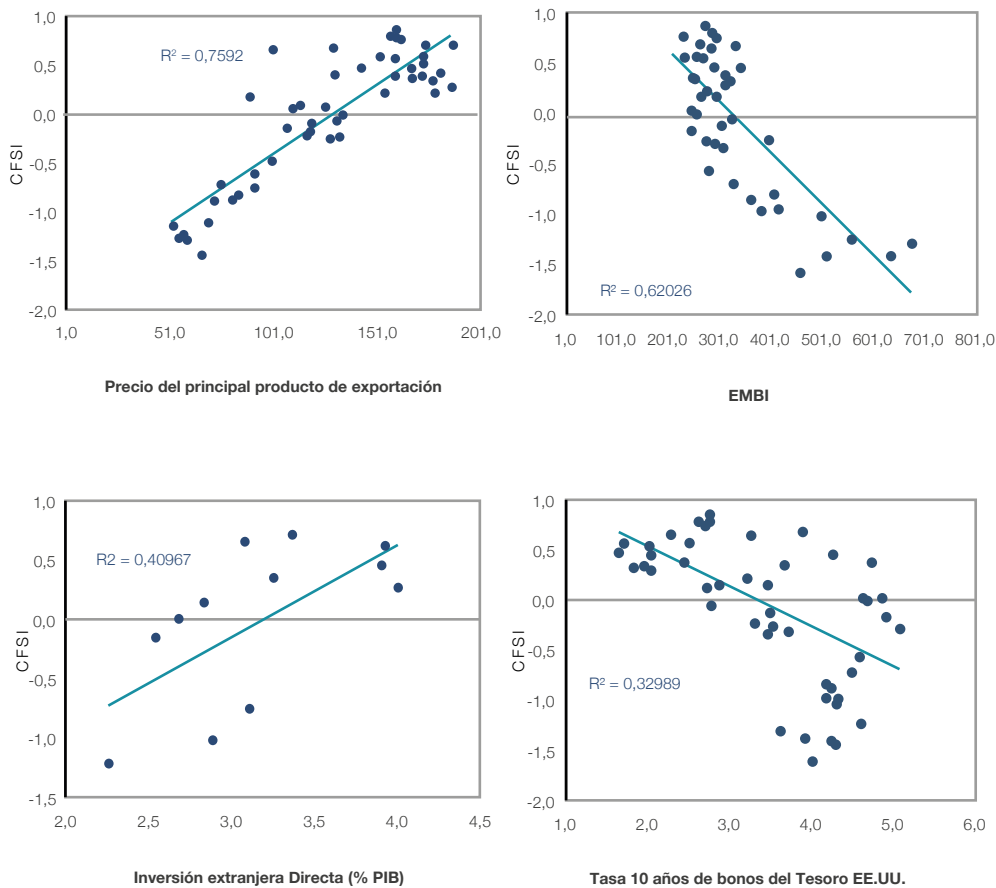 1,0
0,5
0,0
-0,5
-1,0
-1,5
-2,0
CFSI
R² = 0,7592
1,0 51,0 101,0 151,0 201,0
Precio del principal producto de exportación
1,0
0,5
0,0
-0,5
-1,0
-1,5
-2,0
CFSI
R² = 0,62026
1,0 101,0 201,0 301,0 401,0 501,0 601,0 701,0 801,0
EMBI
1,0
0,5
0,0
-0,5
-1,0
-1,5
CFSI
R2 = 0,40967
2,0 2,5 3,0 3,5 4,0 4,5
Inversión extranjera Directa (% PIB)
1,0
0,5
0,0
-0,5
-1,0
-1,5
-2,0
CFSI
R² = 0,32989
1,0 2,0 3,0 4,0 5,0 6,0
Tasa 10 años de bonos del Tesoro EE.UU.